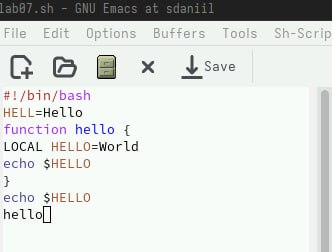 lab07.sh - GNU Emacs at sdaniil
File Edit Options Buffers Tools Sh-Scrip
Save
#!/bin/bash
HELL=Hello
function hello {
LOCAL HELLO=World
echo $HELLO
}
echo $HELLO
hello